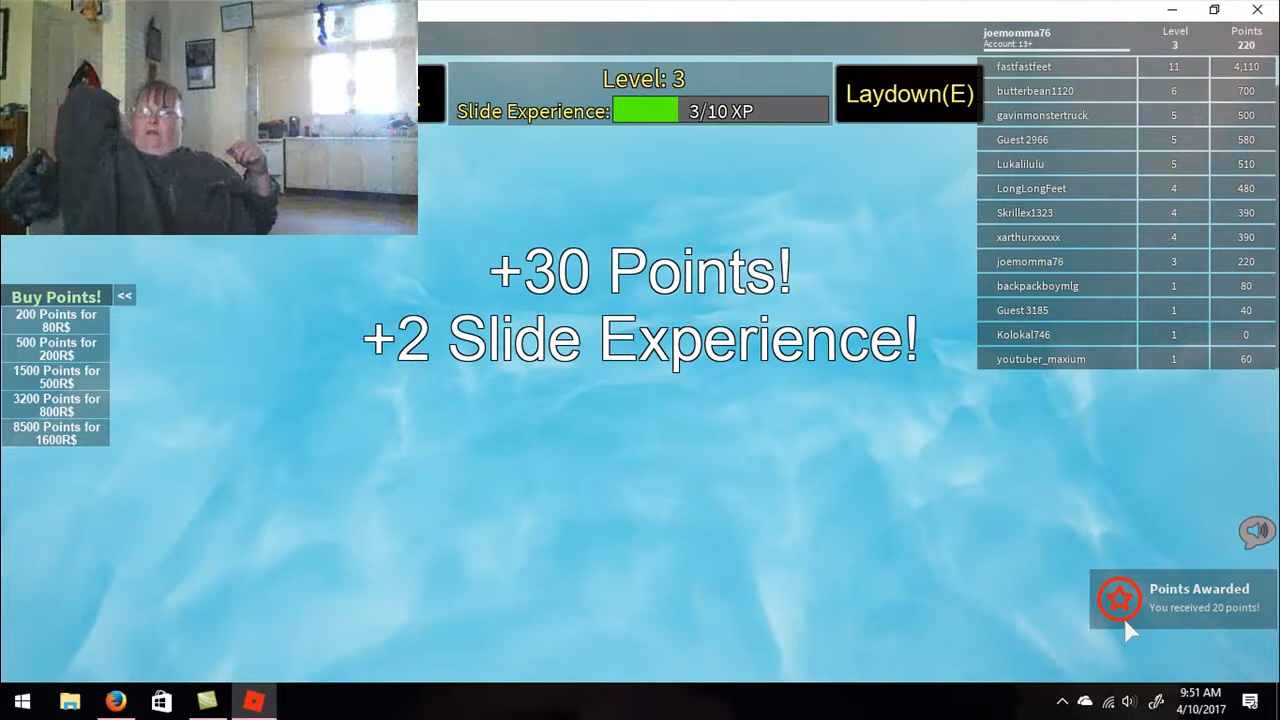 joemomma76 Level Points
Account: 13+ 3 220
Level: 3
Slide Experience: 3/10 XP
Laydown(E)
fastfastfeet 11 4,110
butterbean1120 6 700
gavinmonstertruck 5 500
Guest 2966 5 580
Lukalilulu 5 510
LongLongFeet 4 480
Skrillex1323 4 390
xarthurxxxxxx 4 390
joemomma76 3 220
backpackboymlg 1 80
Guest 3185 1 40
Kolokal746 1 0
youtuber_maxium 1 60
+30 Points!
+2 Slide Experience!
Buy Points! <<
200 Points for
80R$
500 Points for
200R$
1500 Points for
500R$
3200 Points for
800R$
8500 Points for
1600R$
Points Awarded
You received 20 points!
9:51 AM
4/10/2017